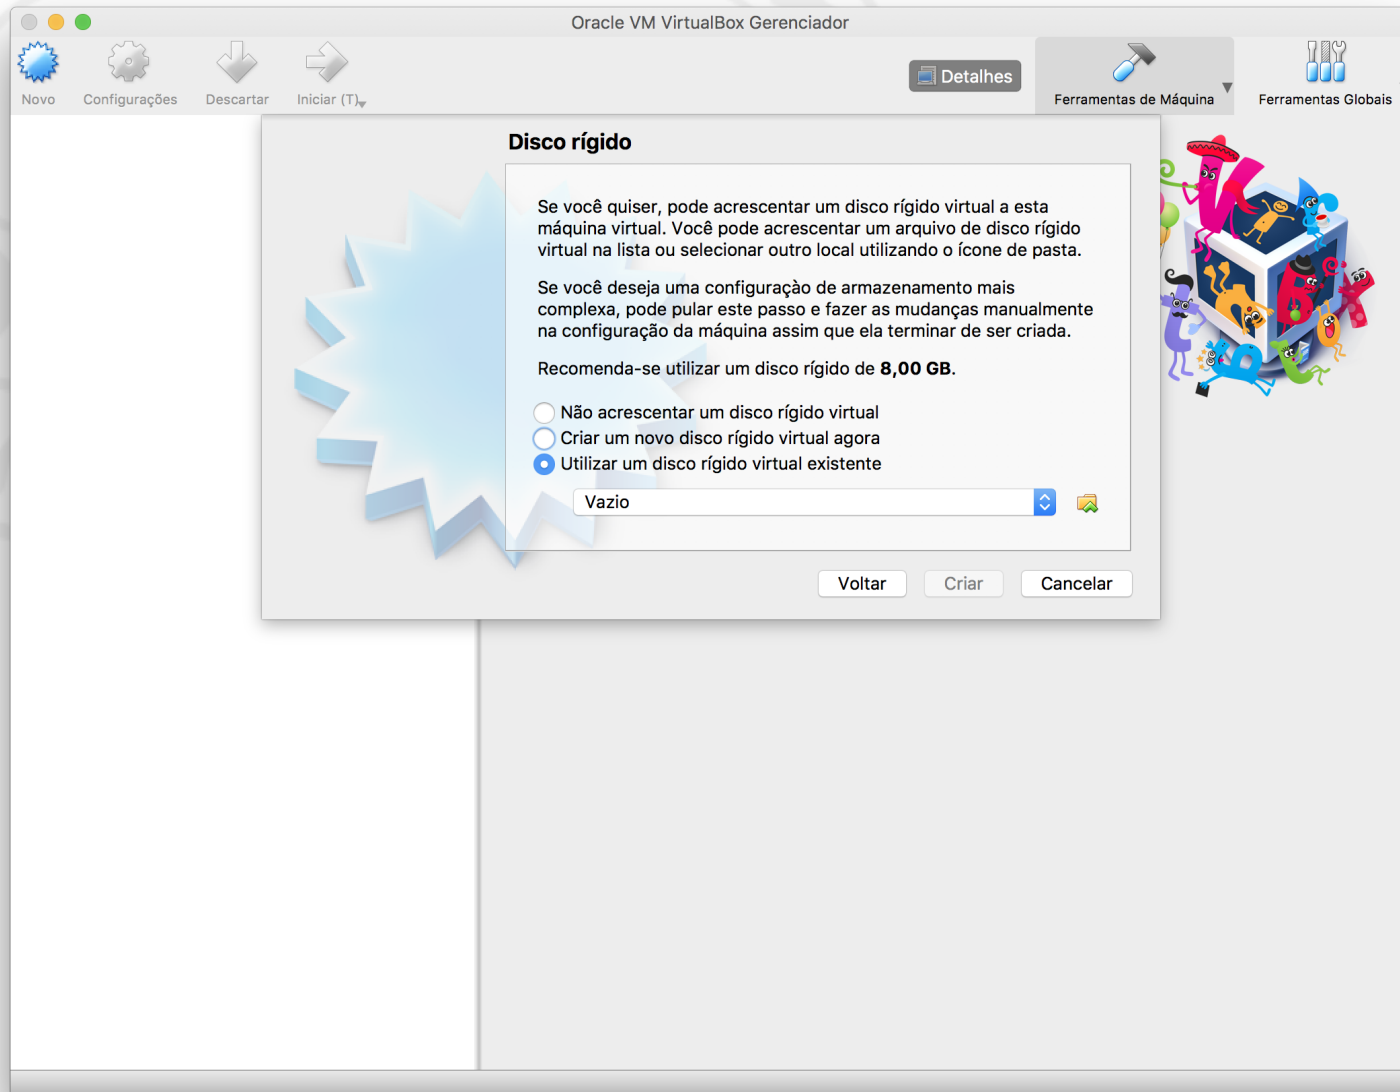 Oracle VM VirtualBox Gerenciador
Novo
Configurações
Descartar
Iniciar (T)
Detalhes
Ferramentas de Máquina
Ferramentas Globais
Disco rígido
Se você quiser, pode acrescentar um disco rígido virtual a esta
máquina virtual. Você pode acrescentar um arquivo de disco rígido
virtual na lista ou selecionar outro local utilizando o ícone de pasta.
Se você deseja uma configuraçào de armazenamento mais
complexa, pode pular este passo e fazer as mudanças manualmente
na configuração da máquina assim que ela terminar de ser criada.
Recomenda-se utilizar um disco rígido de 8,00 GB.
Não acrescentar um disco rígido virtual
Criar um novo disco rígido virtual agora
Utilizar um disco rígido virtual existente
Vazio
Voltar
Criar
Cancelar